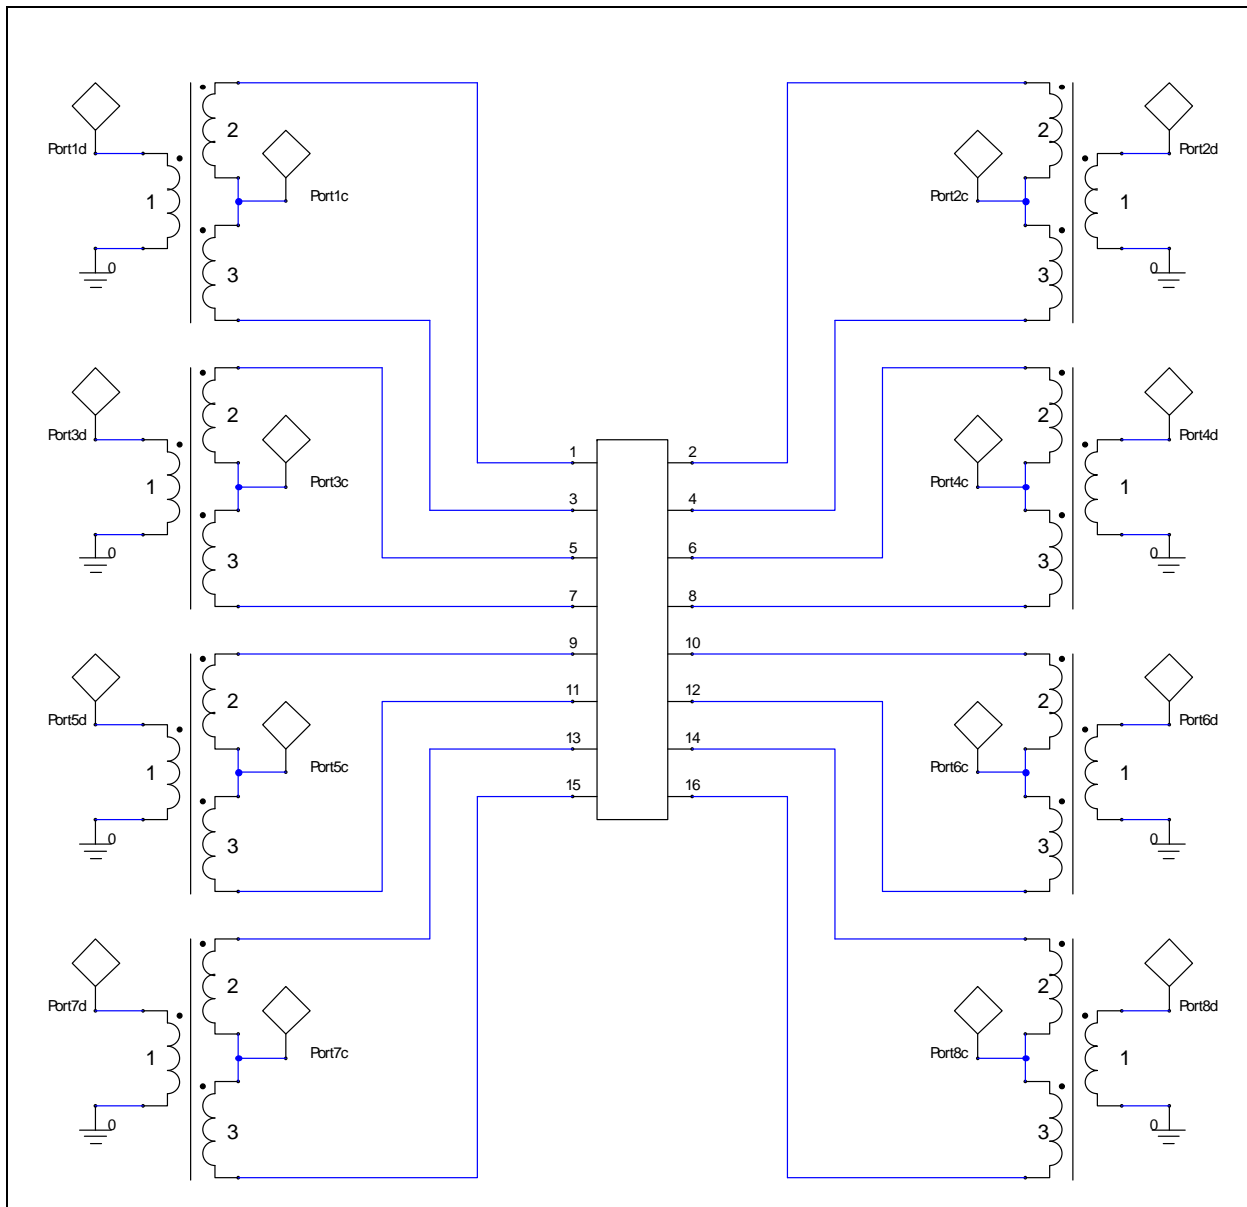 2 2
Port1d Port1c Port2c Port2d
1 1
3 3
0 0
2 2
Port3d Port4d
1 2
Port3c Port4c
1 1
3 4
0 5 6 0
3 3
7 8
9 10
2 11 12 2
Port5d Port6d
13 14
1 Port5c Port6c 1
15 16
0 0
3 3
2 2
Port7d Port8d
1 Port7c Port8c 1
0 0
3 3